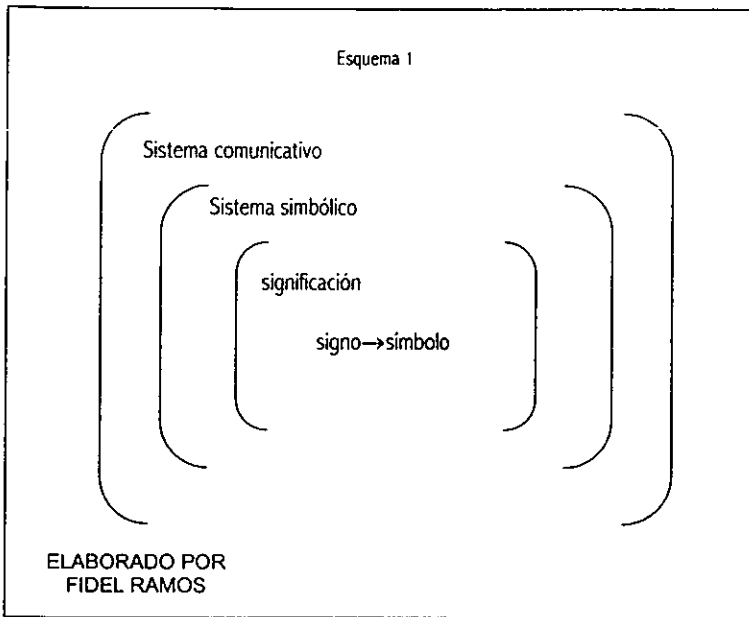 Esquema 1
Sistema comunicativo
Sistema simbólico
significación
signo→símbolo
ELABORADO POR
FIDEL RAMOS